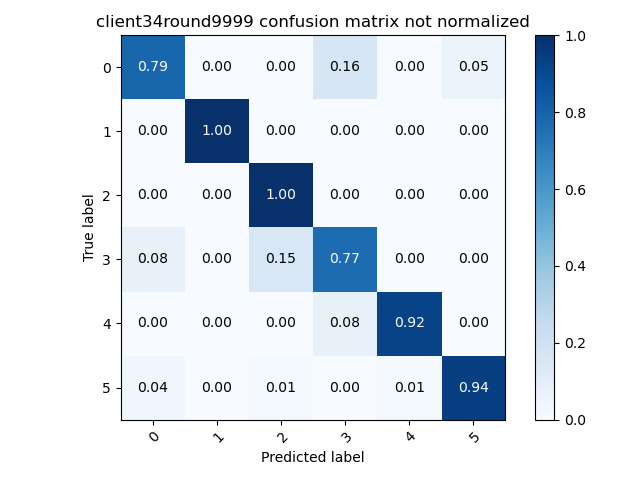 client34round9999 confusion matrix not normalized
0 0.79 0.00 0.00 0.16 0.00 0.05
1 0.00 1.00 0.00 0.00 0.00 0.00
2 0.00 0.00 1.00 0.00 0.00 0.00
3 0.08 0.00 0.15 0.77 0.00 0.00
4 0.00 0.00 0.00 0.08 0.92 0.00
5 0.04 0.00 0.01 0.00 0.01 0.94
0 1 2 3 4 5
True label
Predicted label
1.0
0.8
0.6
0.4
0.2
0.0